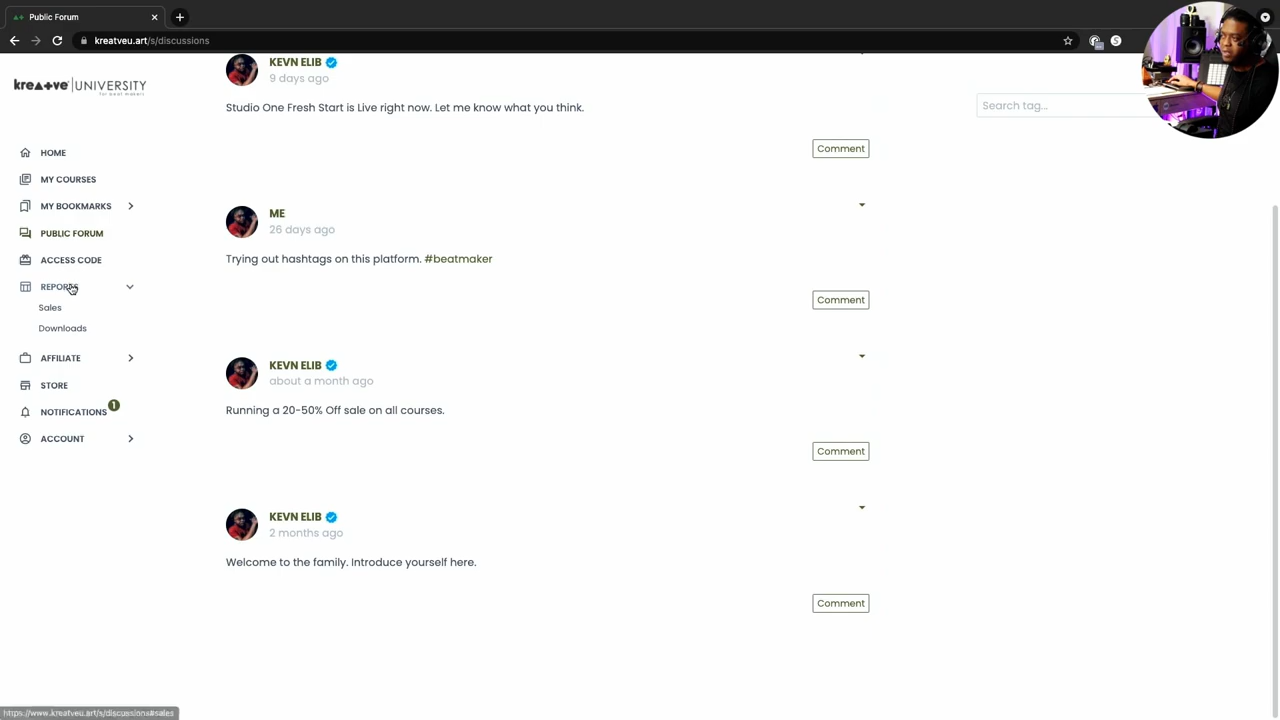 Public Forum
kreatveu.art/s/discussions
UNIVERSITY
for beat makers
KEVN ELIB
9 days ago
Studio One Fresh Start is Live right now. Let me know what you think.
Search tag...
Comment
HOME
MY COURSES
MY BOOKMARKS
PUBLIC FORUM
ACCESS CODE
REPORTS
Sales
Downloads
AFFILIATE
STORE
NOTIFICATIONS 1
ACCOUNT
ME
26 days ago
Trying out hashtags on this platform. #beatmaker
Comment
KEVN ELIB
about a month ago
Running a 20-50% Off sale on all courses.
Comment
KEVN ELIB
2 months ago
Welcome to the family. Introduce yourself here.
Comment
https://www.kreatveu.art/s/discussions#sales